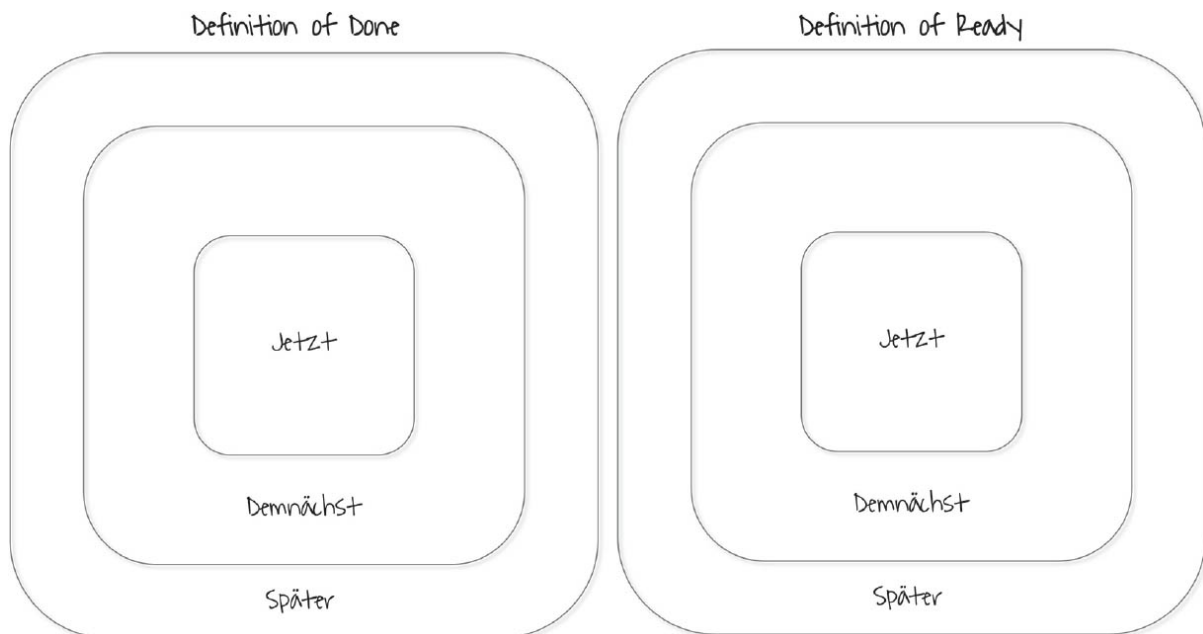 Definition of Done
Jetzt
Demnächst
Später
Definition of Ready
Jetzt
Demnächst
Später